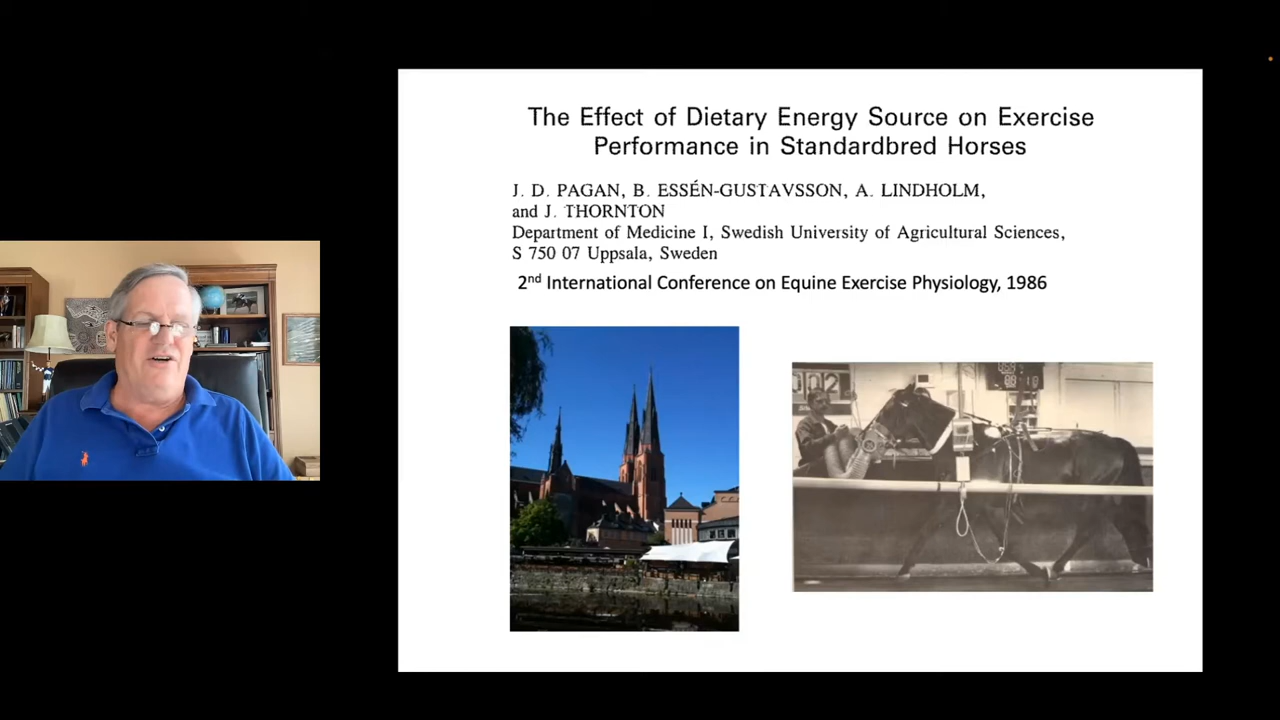 The Effect of Dietary Energy Source on Exercise
Performance in Standardbred Horses
J. D. PAGAN, B. ESSÉN-GUSTAVSSON, A. LINDHOLM,
and J. THORNTON
Department of Medicine I, Swedish University of Agricultural Sciences,
S 750 07 Uppsala, Sweden
2nd International Conference on Equine Exercise Physiology, 1986